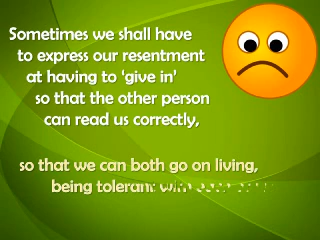 Sometimes we shall have
to express our resentment
at having to ‘give in’
so that the other person
can read us correctly,
so that we can both go on living,
being tolerant